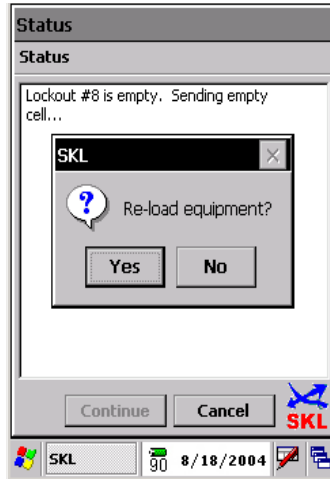 Status
Status
Lockout #8 is empty.  Sending empty
cell...
SKL
Re-load equipment?
Yes
No
Continue
Cancel
SKL
SKL
90
8/18/2004